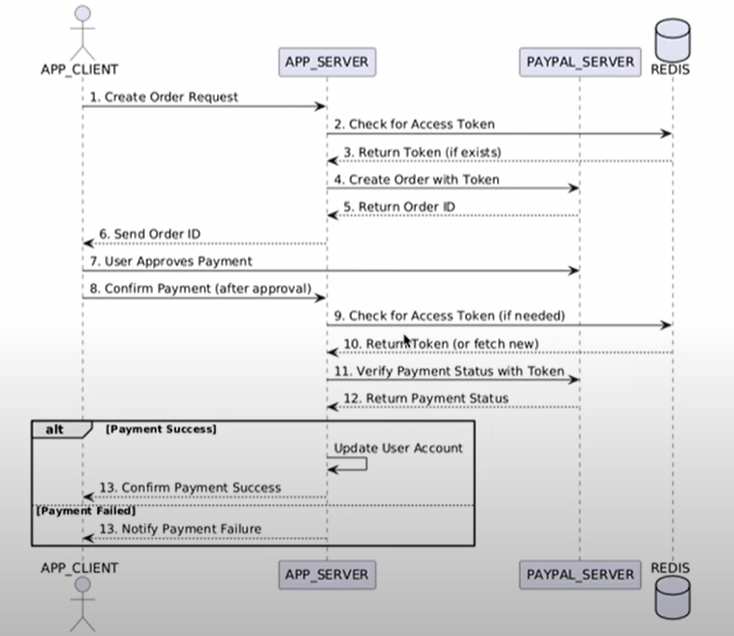 APP_CLIENT
APP_SERVER
PAYPAL_SERVER
REDIS
1. Create Order Request
2. Check for Access Token
3. Return Token (if exists)
4. Create Order with Token
5. Return Order ID
6. Send Order ID
7. User Approves Payment
8. Confirm Payment (after approval)
9. Check for Access Token (if needed)
10. Return Token (or fetch new)
11. Verify Payment Status with Token
12. Return Payment Status
alt [Payment Success]
Update User Account
13. Confirm Payment Success
[Payment Failed]
13. Notify Payment Failure
APP_CLIENT
APP_SERVER
PAYPAL_SERVER
REDIS